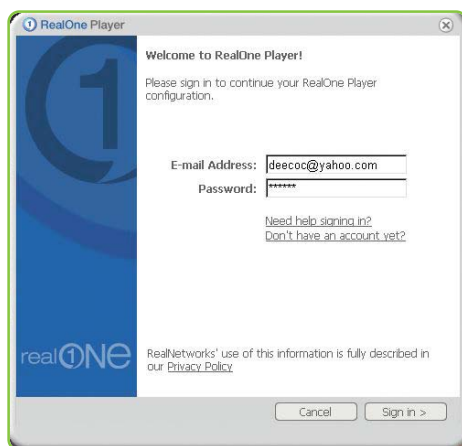 RealOne Player
Welcome to RealOne Player!
Please sign in to continue your RealOne Player
configuration.
E-mail Address: deecoc@yahoo.com
Password: ******
Need help signing in?
Don't have an account yet?
real1ONE
RealNetworks' use of this information is fully described in
our Privacy Policy
Cancel
Sign in >